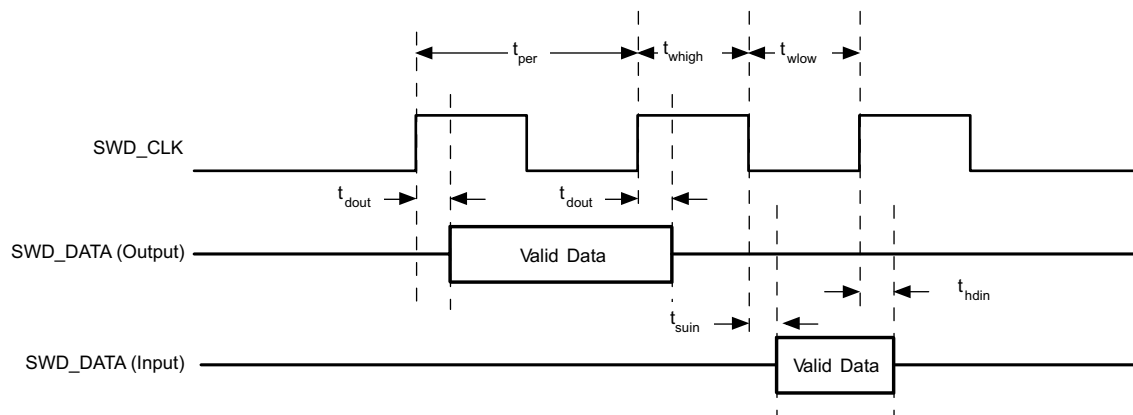 t_per
t_whigh
t_wlow
SWD_CLK
t_dout
t_dout
SWD_DATA (Output)
Valid Data
t_hdin
t_suin
SWD_DATA (Input)
Valid Data